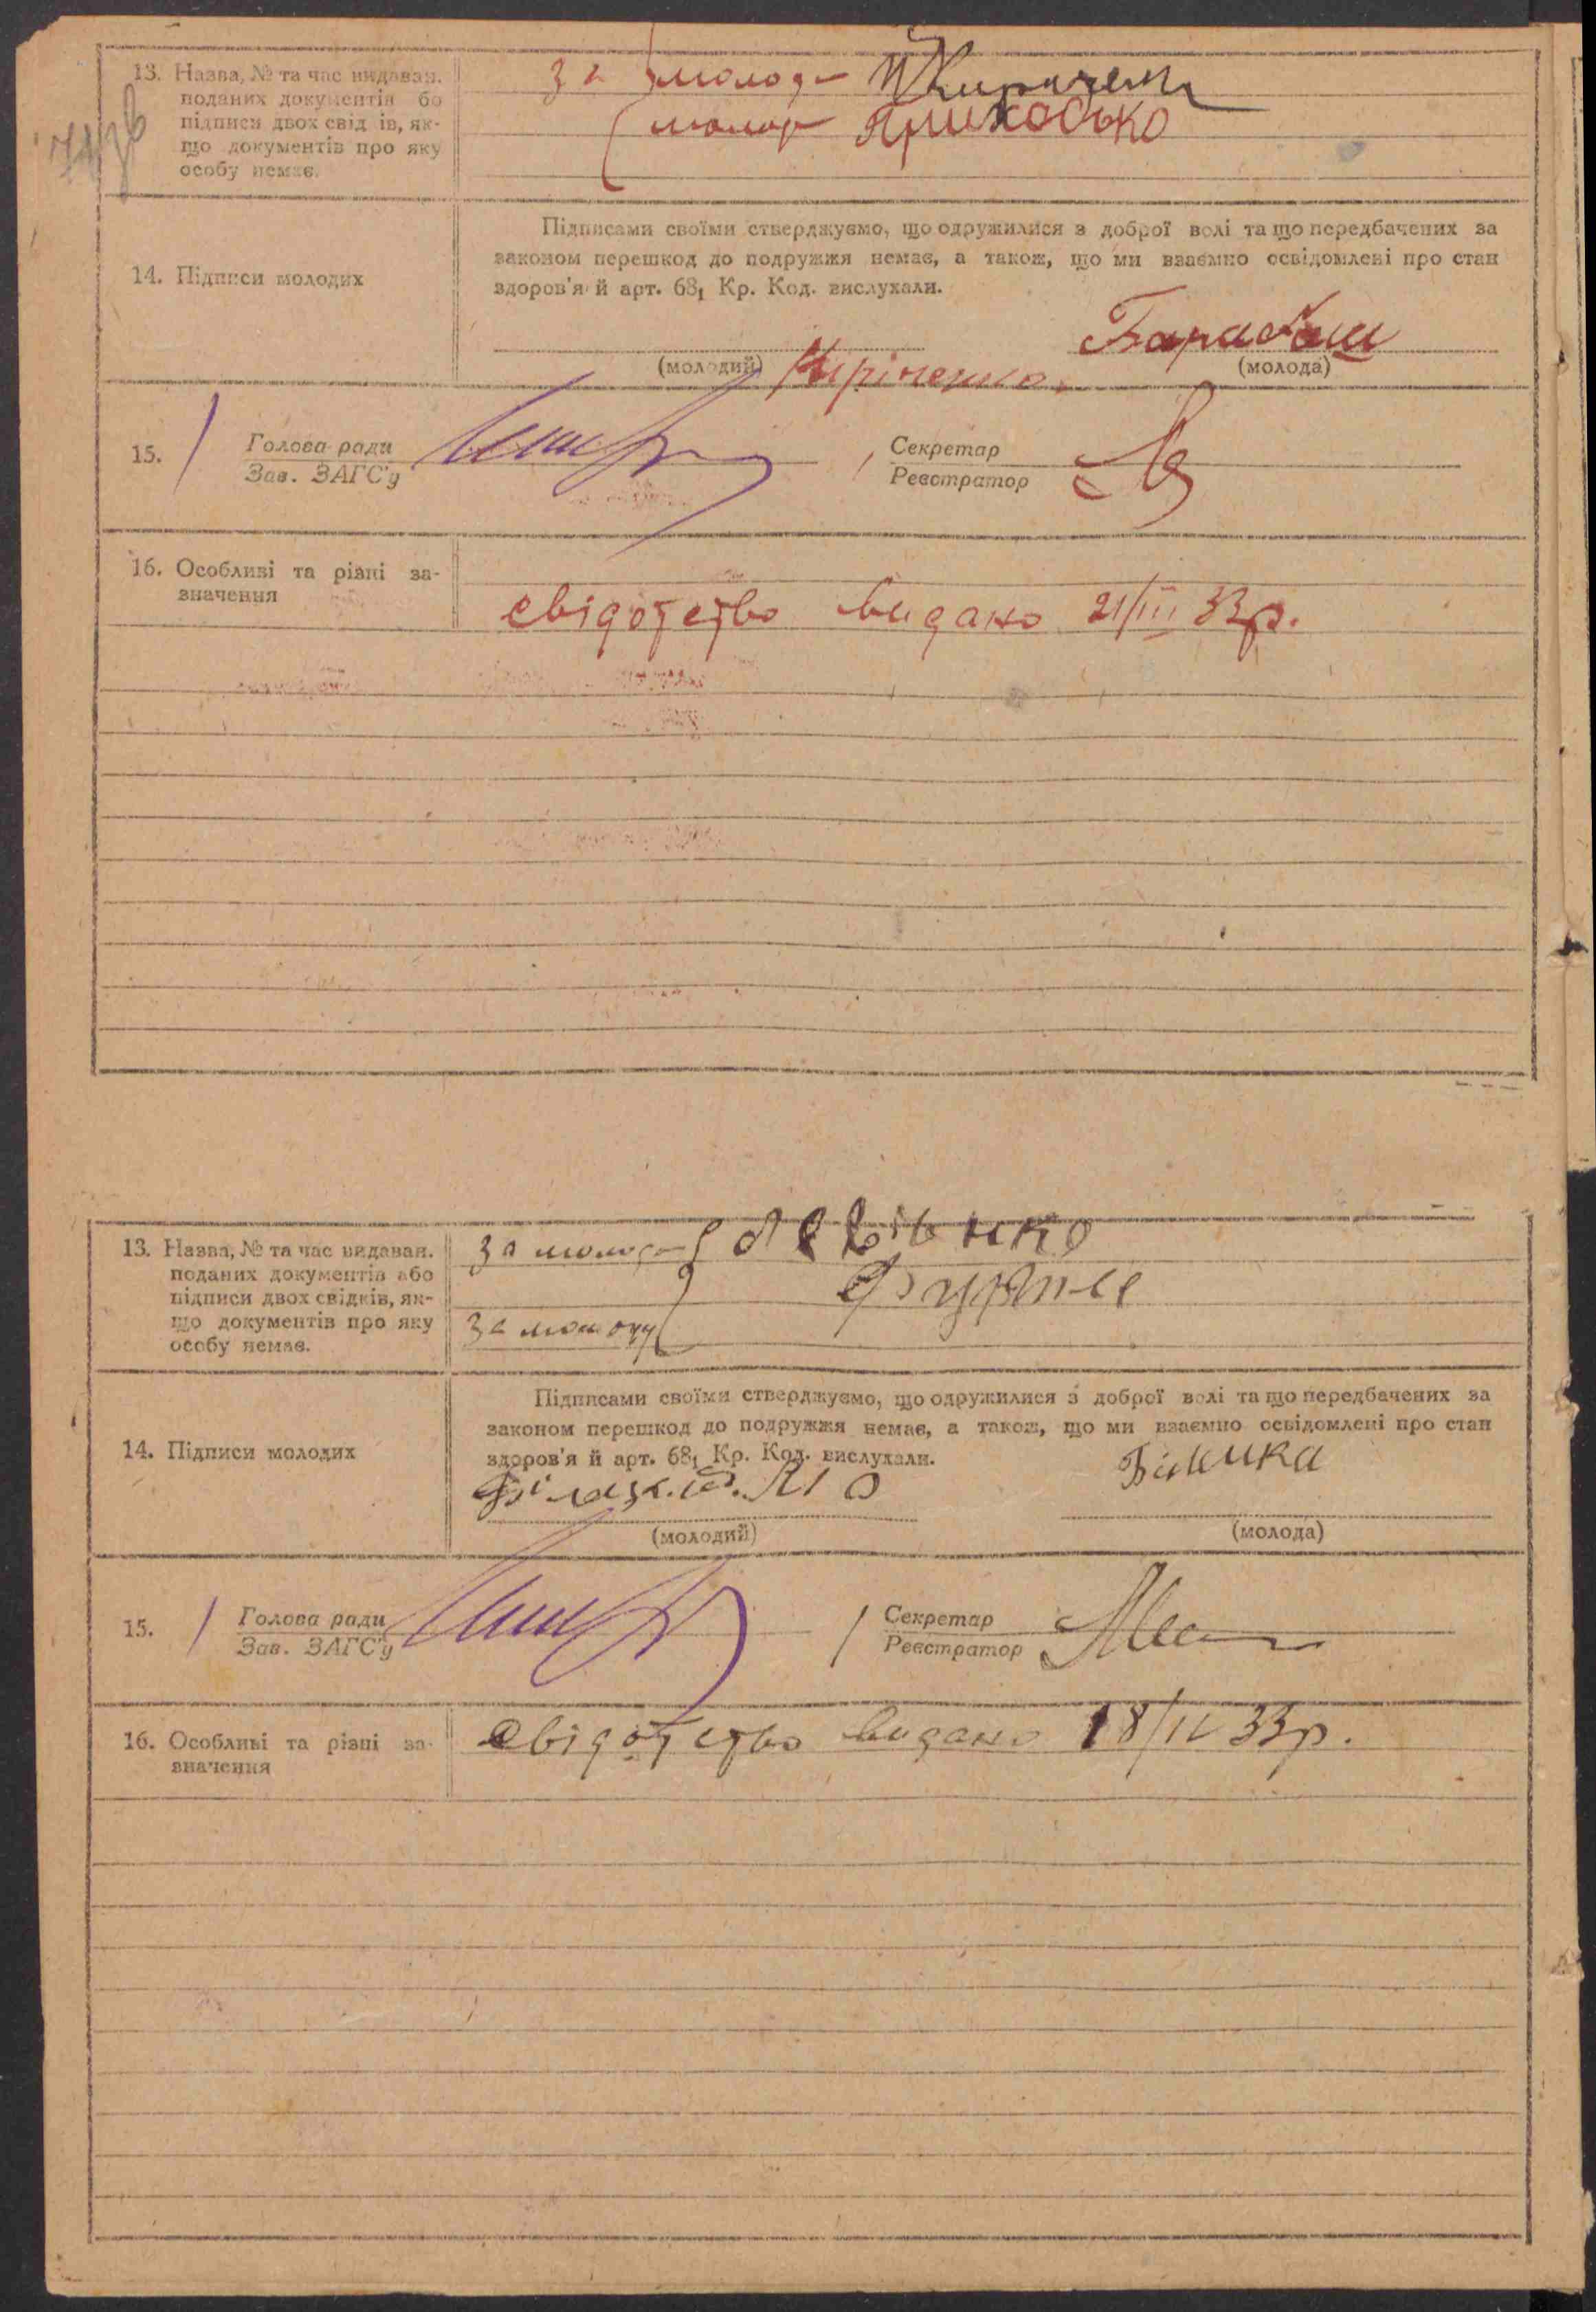 13. Назва, № та час видаван.
поданих документів бо
підписи двох свід ів, як-
що документів про яку
особу немає.
за молод
Приходько
14. Підписи молодих
Підписами своїми стверджуємо, що одружилися з доброї волі та що передбачених за
законом перешкод до подружжя немає, а також, що ми взаємно освідомлені про стан
здоров'я й арт. 68₁ Кр. Код. вислухали.
Барабаш
(молодий) Кіріченко (молода)
15. Голова ради Секретар
Зав. ЗАГС'у Реєстратор
16. Особливі та різні за-
значення
свідотство видано 21/III 33р.
13. Назва, № та час видаван.
поданих документів або
підписи двох свідків, як-
що документів про яку
особу немає.
за молод
за молоду
14. Підписи молодих
Підписами своїми стверджуємо, що одружилися з доброї волі та що передбачених за
законом перешкод до подружжя немає, а також, що ми взаємно освідомлені про стан
здоров'я й арт. 68₁ Кр. Код. вислухали.
(молодий) (молода)
15. Голова ради Секретар
Зав. ЗАГС'у Реєстратор
16. Особливі та різні за-
значення
свідотство видано 18/IV 33р.